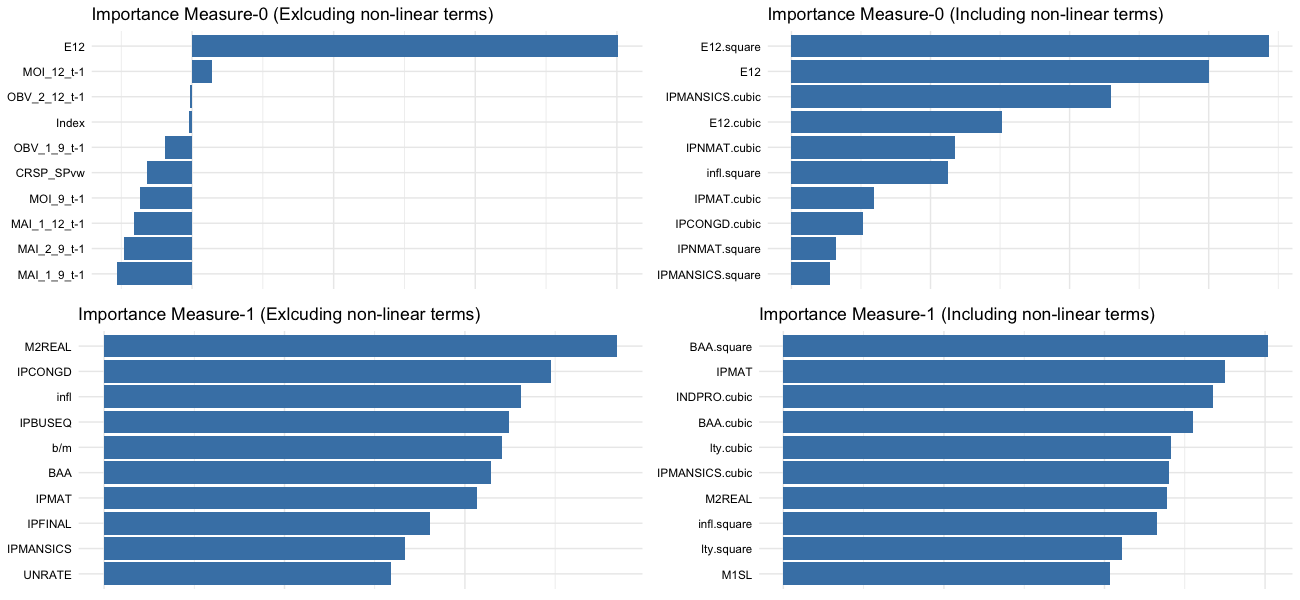 Importance Measure-0 (Exlcuding non-linear terms)
E12
MOI_12_t-1
OBV_2_12_t-1
Index
OBV_1_9_t-1
CRSP_SPvw
MOI_9_t-1
MAI_1_12_t-1
MAI_2_9_t-1
MAI_1_9_t-1
Importance Measure-0 (Including non-linear terms)
E12.square
E12
IPMANSICS.cubic
E12.cubic
IPNMAT.cubic
infl.square
IPMAT.cubic
IPCONGD.cubic
IPNMAT.square
IPMANSICS.square
Importance Measure-1 (Exlcuding non-linear terms)
M2REAL
IPCONGD
infl
IPBUSEQ
b/m
BAA
IPMAT
IPFINAL
IPMANSICS
UNRATE
Importance Measure-1 (Including non-linear terms)
BAA.square
IPMAT
INDPRO.cubic
BAA.cubic
lty.cubic
IPMANSICS.cubic
M2REAL
infl.square
lty.square
M1SL